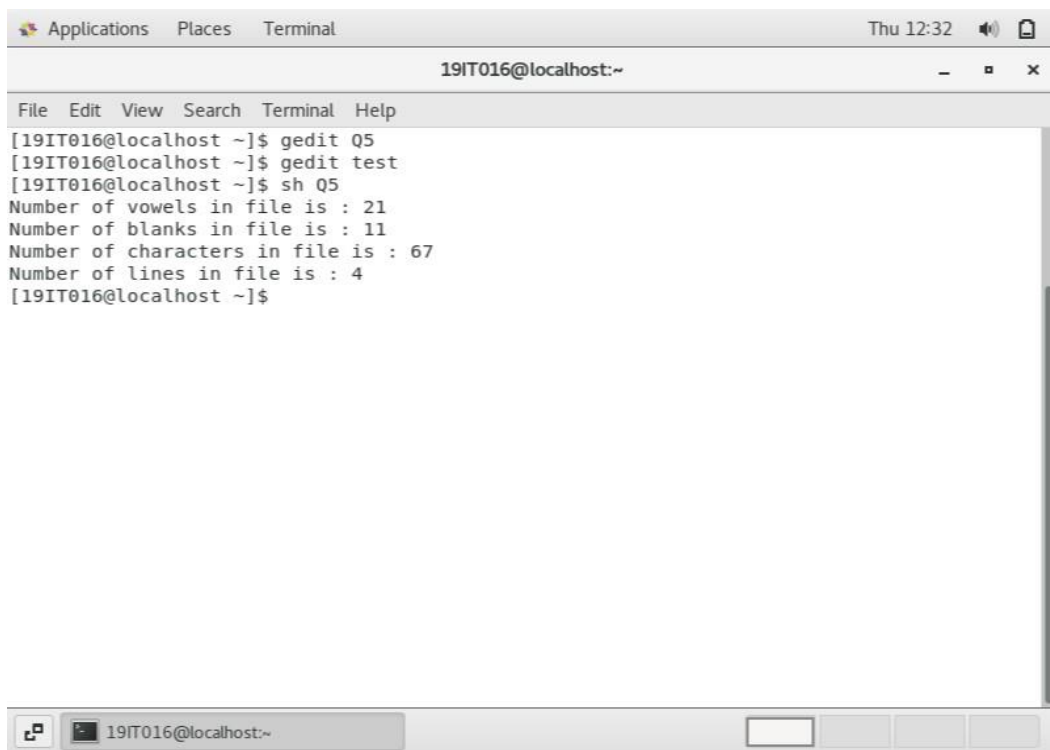 Applications Places Terminal Thu 12:32
19IT016@localhost:~
File Edit View Search Terminal Help
[19IT016@localhost ~]$ gedit Q5
[19IT016@localhost ~]$ gedit test
[19IT016@localhost ~]$ sh Q5
Number of vowels in file is : 21
Number of blanks in file is : 11
Number of characters in file is : 67
Number of lines in file is : 4
[19IT016@localhost ~]$
19IT016@localhost:~